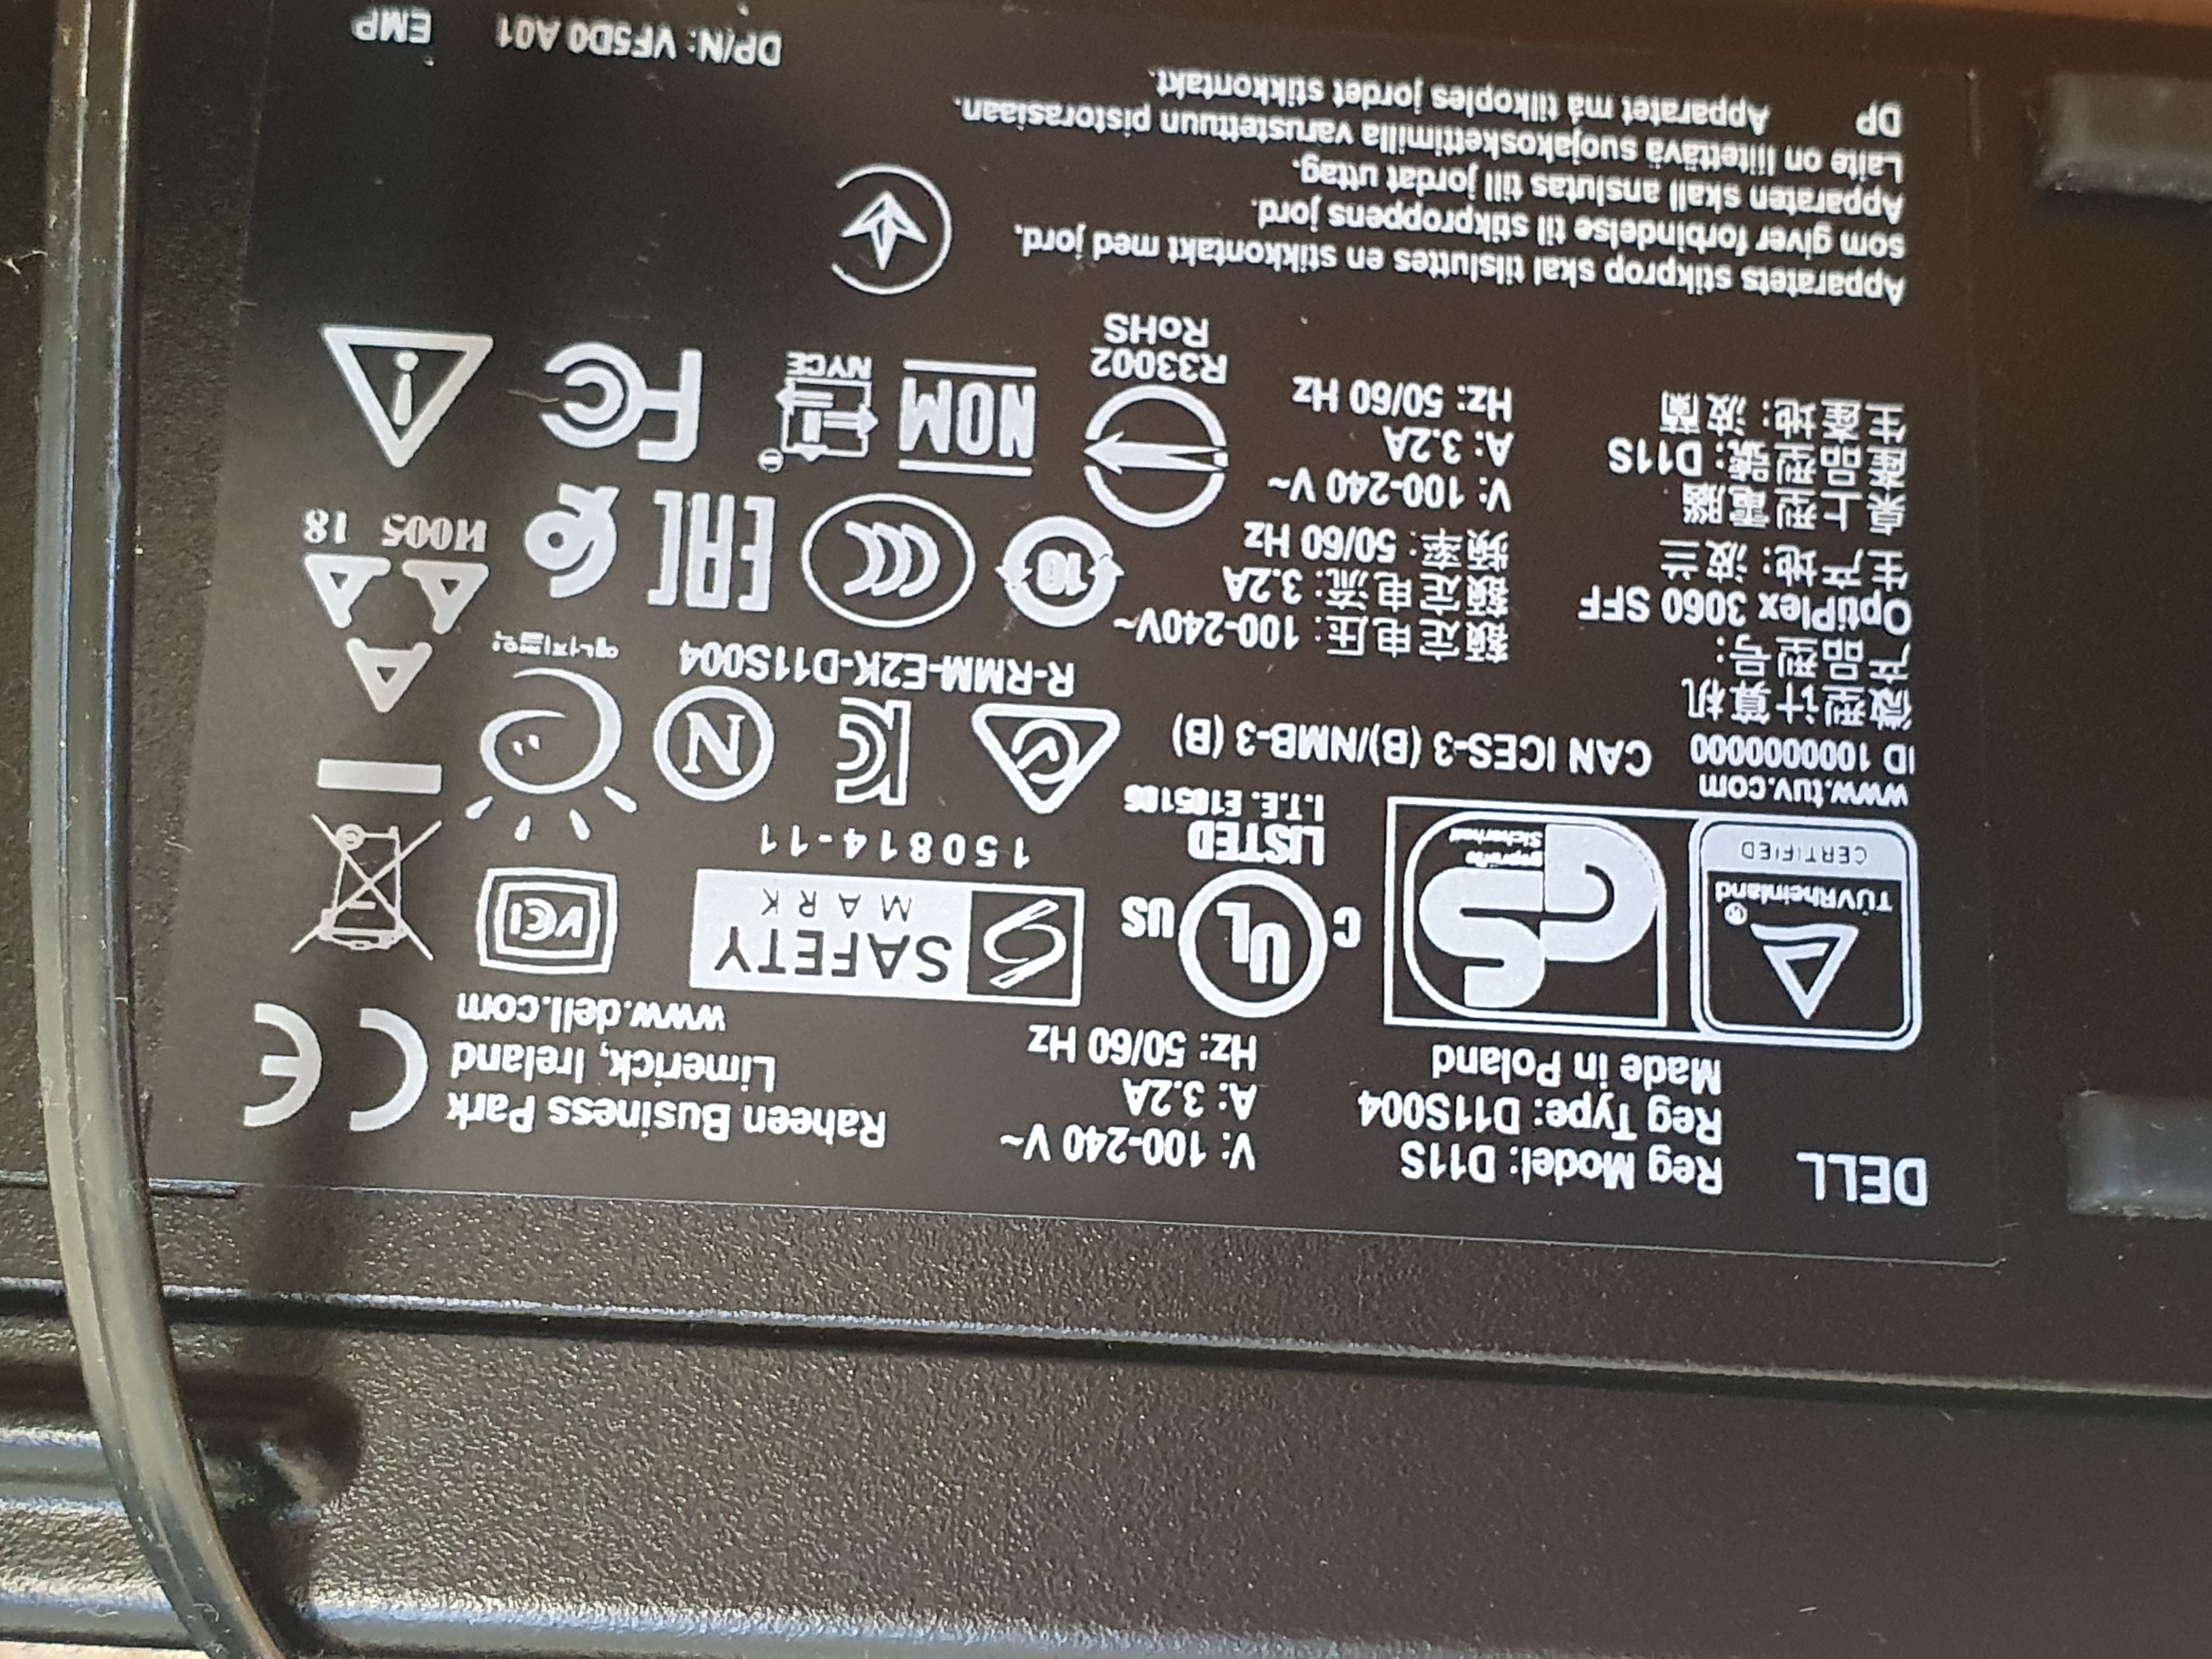 DELL
Reg Model: D11S
Reg Type: D11S004
Made in Poland
V: 100-240 V~
A: 3.2A
Hz: 50/60 Hz
Raheen Business Park
Limerick, Ireland
www.dell.com
CE
TÜVRheinland®
CERTIFIED
GS
geprüfte
Sicherheit
www.tuv.com
ID 1000000000
C UL US
LISTED
I.T.E.
SAFETY
MARK
150814-11
VCI
CAN ICES-3 (B)/NMB-3 (B)
N
R-RMM-E2K-D11S004
微型计算机
产品型号:
OptiPlex 3060 SFF
生产地: 波兰
额定电压: 100-240V~
额定电流: 3.2A
频率: 50/60 Hz
10
CCC
EAC
И005 18
桌上型電腦
產品型號: D11S
生產地: 波蘭
V: 100-240 V~
A: 3.2A
Hz: 50/60 Hz
R33002
RoHS
NOM
NYCE
FC
Apparatets stikprop skal tilsluttes en stikkontakt med jord.
som giver forbindelse til stikproppens jord.
Apparaten skall anslutas till jordat uttag.
Laite on liitettävä suojakoskettimilla varustettuun pistorasiaan.
DP Apparatet må tilkoples jordet stikkontakt.
DP/N: VF5D0 A01 EMP